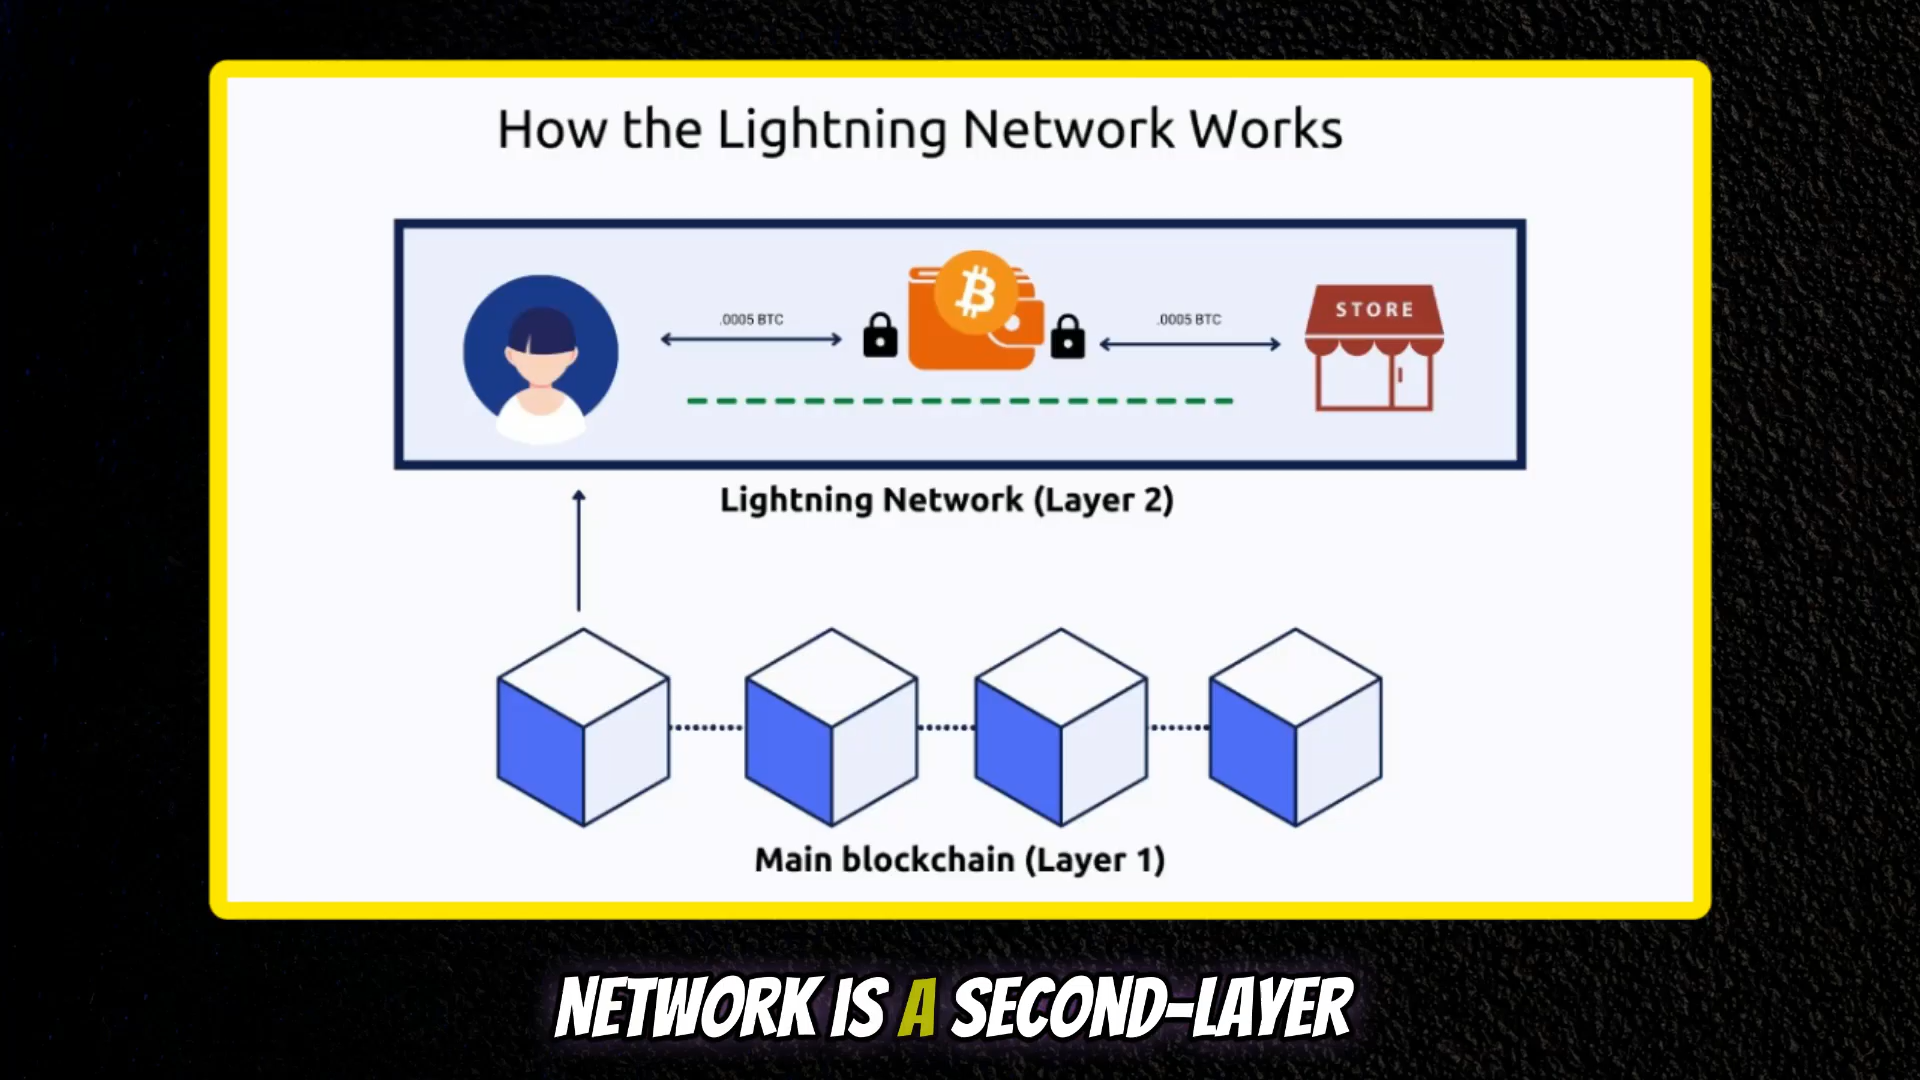 How the Lightning Network Works
.0005 BTC
.0005 BTC
STORE
Lightning Network (Layer 2)
Main blockchain (Layer 1)
NETWORK IS A SECOND-LAYER